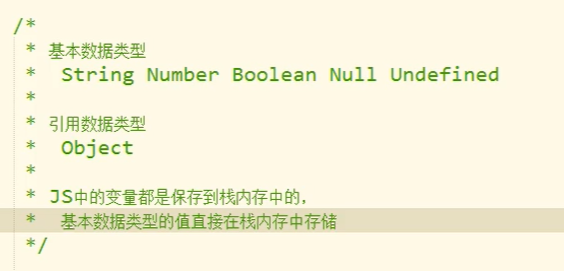 /*
* 基本数据类型
* String Number Boolean Null Undefined
*
* 引用数据类型
* Object
*
* JS中的变量都是保存到栈内存中的，
* 基本数据类型的值直接在栈内存中存储
*/